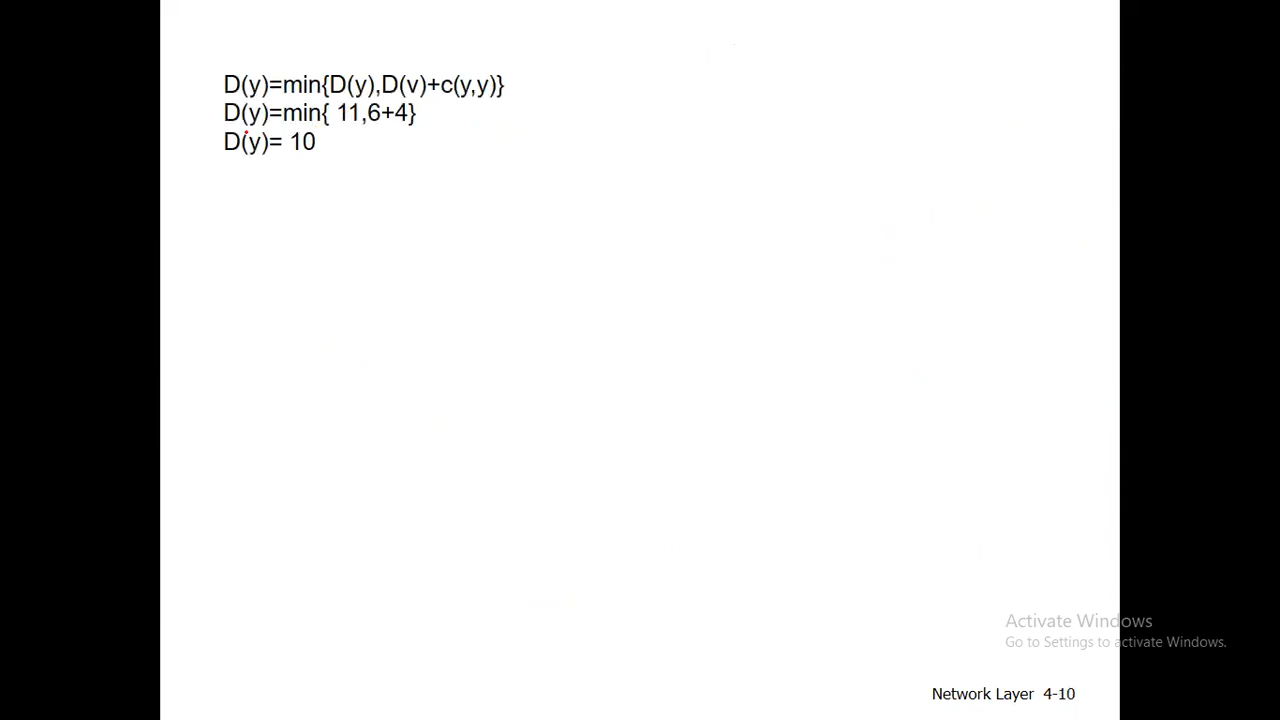 D(y)=min{D(y),D(v)+c(y,y)}
D(y)=min{ 11,6+4}
D(y)= 10
Activate Windows
Go to Settings to activate Windows.
Network Layer 4-10